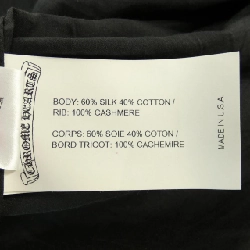 CHROME HEARTS
BODY: 60% SILK 40% COTTON /
RIB: 100% CASHMERE
CORPS: 60% SOIE 40% COTON /
BORD TRICOT: 100% CACHEMIRE
MADE IN U.S.A.